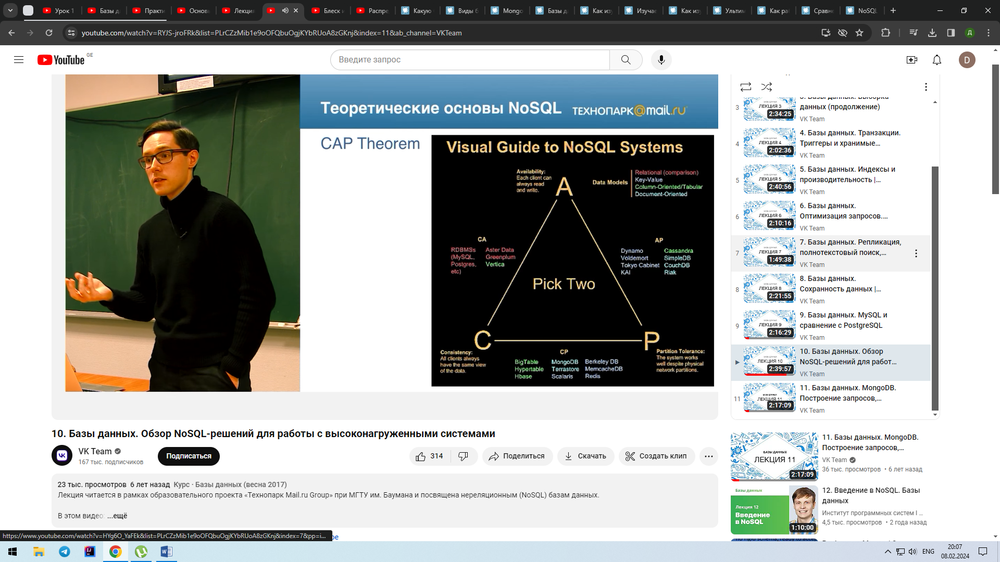 Урок 1
Базы д
Практи
Основы
Лекция
Блеск и
Распре
Какую
Виды б
Mongo
Базы д
Как изу
Изучае
Как изу
Ультим
Как ра
Сравне
NoSQL
youtube.com/watch?v=RYJS-jroFRk&list=PLrCZzMib1e9oOFQbuOgjKYbRUoA8zGKnj&index=11&ab_channel=VKTeam
Д
YouTube GE
Введите запрос
D
Теоретические основы NoSQL
ТЕХНОПАРК@mail.ru
CAP Theorem
Visual Guide to NoSQL Systems
Availability:
Each client can
always read
and write.
A
Data Models
Relational (comparison)
Key-Value
Column-Oriented/Tabular
Document-Oriented
CA
RDBMSs
(MySQL,
Postgres,
etc)
Aster Data
Greenplum
Vertica
AP
Dynamo
Voldemort
Tokyo Cabinet
KAI
Cassandra
SimpleDB
CouchDB
Riak
Pick Two
C
P
Consistency:
All clients always
have the same view
of the data.
CP
BigTable
Hypertable
Hbase
MongoDB
Terrastore
Scalaris
Berkeley DB
MemcacheDB
Redis
Partition Tolerance:
The system works
well despite physical
network partitions.
3
ЛЕКЦИЯ 3
2:34:25
3. Базы данных. Выборка
данных (продолжение)
VK Team
4
ЛЕКЦИЯ 4
2:02:36
4. Базы данных. Транзакции.
Триггеры и хранимые...
VK Team
5
ЛЕКЦИЯ 5
2:40:56
5. Базы данных. Индексы и
производительность |...
VK Team
6
ЛЕКЦИЯ 6
2:10:16
6. Базы данных.
Оптимизация запросов....
VK Team
7
ЛЕКЦИЯ 7
1:49:38
7. Базы данных. Репликация,
полнотекстовый поиск,...
VK Team
8
ЛЕКЦИЯ 8
2:21:55
8. Базы данных.
Сохранность данных |...
VK Team
9
ЛЕКЦИЯ 9
2:16:29
9. Базы данных. MySQL и
сравнение с PostgreSQL
VK Team
ЛЕКЦИЯ 10
2:39:57
10. Базы данных. Обзор
NoSQL-решений для работ...
VK Team
11
ЛЕКЦИЯ 11
2:17:09
11. Базы данных. MongoDB.
Построение запросов,...
VK Team
10. Базы данных. Обзор NoSQL-решений для работы с высоконагруженными системами
VK Team
167 тыс. подписчиков
Подписаться
314
Поделиться
Скачать
Создать клип
23 тыс. просмотров 6 лет назад Курс · Базы данных (весна 2017)
Лекция читается в рамках образовательного проекта «Технопарк Mail.ru Group» при МГТУ им. Баумана и посвящена нереляционным (NoSQL) базам данных.
В этом видео: ...ещё
БАЗЫ ДАННЫХ
ЛЕКЦИЯ 11
2:17:09
11. Базы данных. MongoDB.
Построение запросов,...
VK Team
36 тыс. просмотров • 6 лет назад
Базы данных
Лекция 12
Введение
в NoSQL
1:10:00
12. Введение в NoSQL. Базы
данных
Институт программных систем I ...
4,5 тыс. просмотров • 2 года назад
https://www.youtube.com/watch?v=HYg6O_YaFEk&list=PLrCZzMib1e9oOFQbuOgjKYbRUoA8zGKnj&index=7&pp=i...
ое
ENG
20:07
08.02.2024